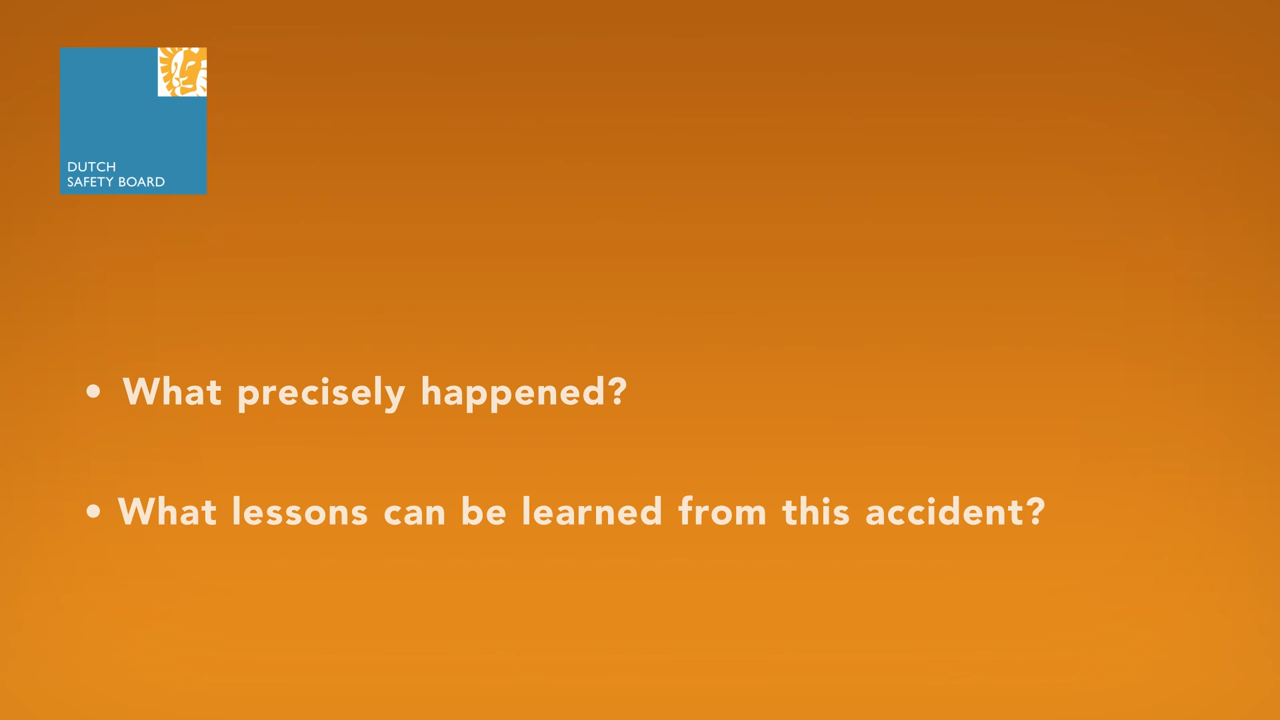 DUTCH
SAFETY BOARD
• What precisely happened?
• What lessons can be learned from this accident?